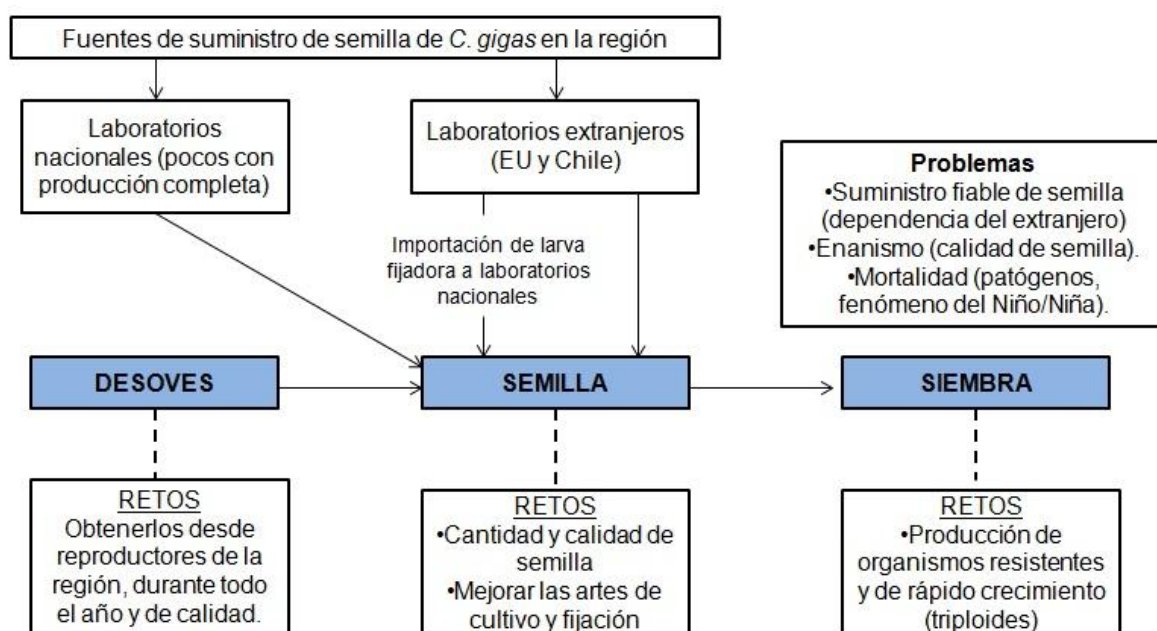 Fuentes de suministro de semilla de C. gigas en la región
Laboratorios
nacionales (pocos con
producción completa)
Laboratorios extranjeros
(EU y Chile)
Problemas
•Suministro fiable de semilla
(dependencia del extranjero)
•Enanismo (calidad de semilla).
•Mortalidad (patógenos,
fenómeno del Niño/Niña).
Importación de larva
fijadora a laboratorios
nacionales
DESOVES
SEMILLA
SIEMBRA
RETOS
Obtenerlos desde
reproductores de la
región, durante todo
el año y de calidad.
RETOS
•Cantidad y calidad de
semilla
•Mejorar las artes de
cultivo y fijación
RETOS
•Producción de
organismos resistentes
y de rápido crecimiento
(triploides)